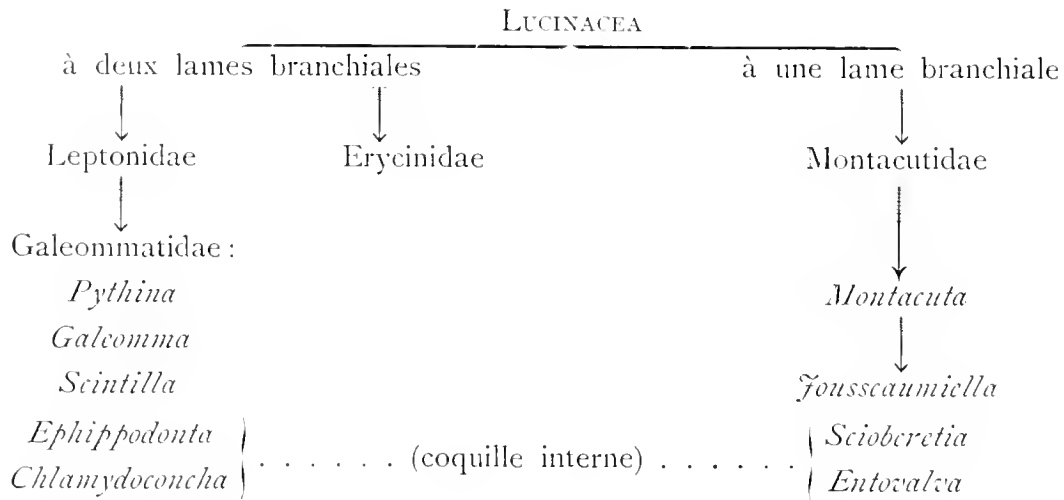 LUCINACEA
à deux lames branchiales à une lame branchiale
Leptonidae Erycinidae Montacutidae
Galeommatidae :
Pythina Montacuta
Galeomma
Scintilla Jousseaumiella
Ephippodonta Scioberetia
. . . . . . (coquille interne) . . . . . .
Chlamydoconcha Entovalva